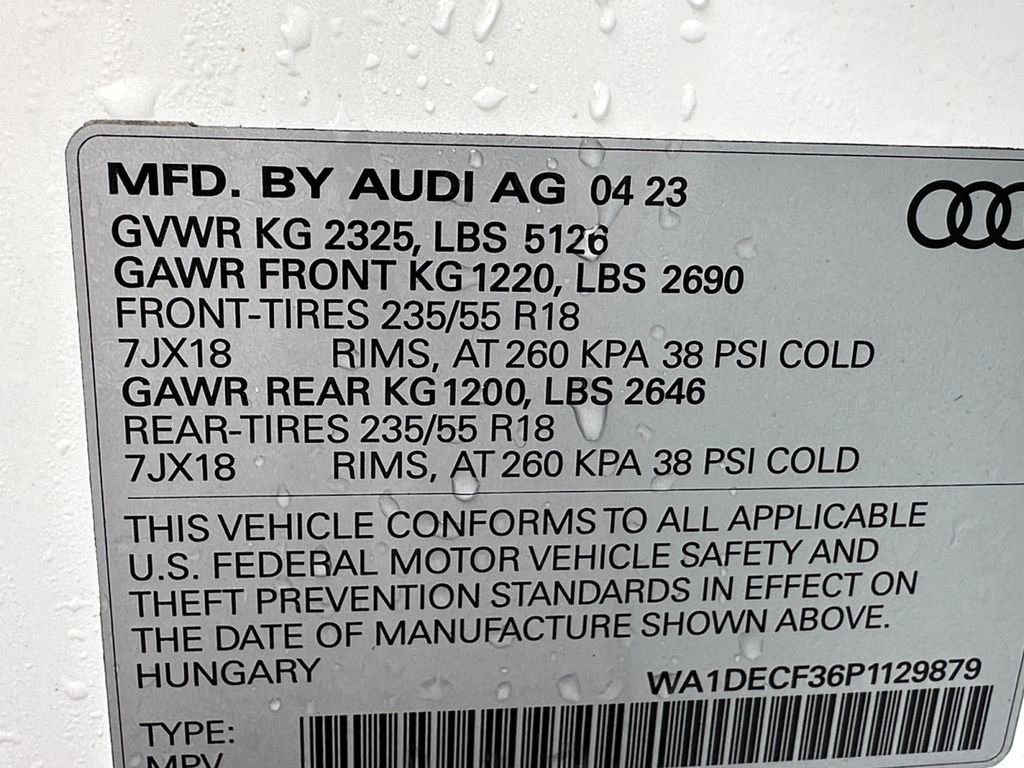 MFD. BY AUDI AG 04 23
GVWR KG 2325, LBS 5126
GAWR FRONT KG 1220, LBS 2690
FRONT-TIRES 235/55 R18
7JX18 RIMS, AT 260 KPA 38 PSI COLD
GAWR REAR KG 1200, LBS 2646
REAR-TIRES 235/55 R18
7JX18 RIMS, AT 260 KPA 38 PSI COLD
THIS VEHICLE CONFORMS TO ALL APPLICABLE
U.S. FEDERAL MOTOR VEHICLE SAFETY AND
THEFT PREVENTION STANDARDS IN EFFECT ON
THE DATE OF MANUFACTURE SHOWN ABOVE.
HUNGARY
WA1DECF36P1129879
TYPE:
MPV